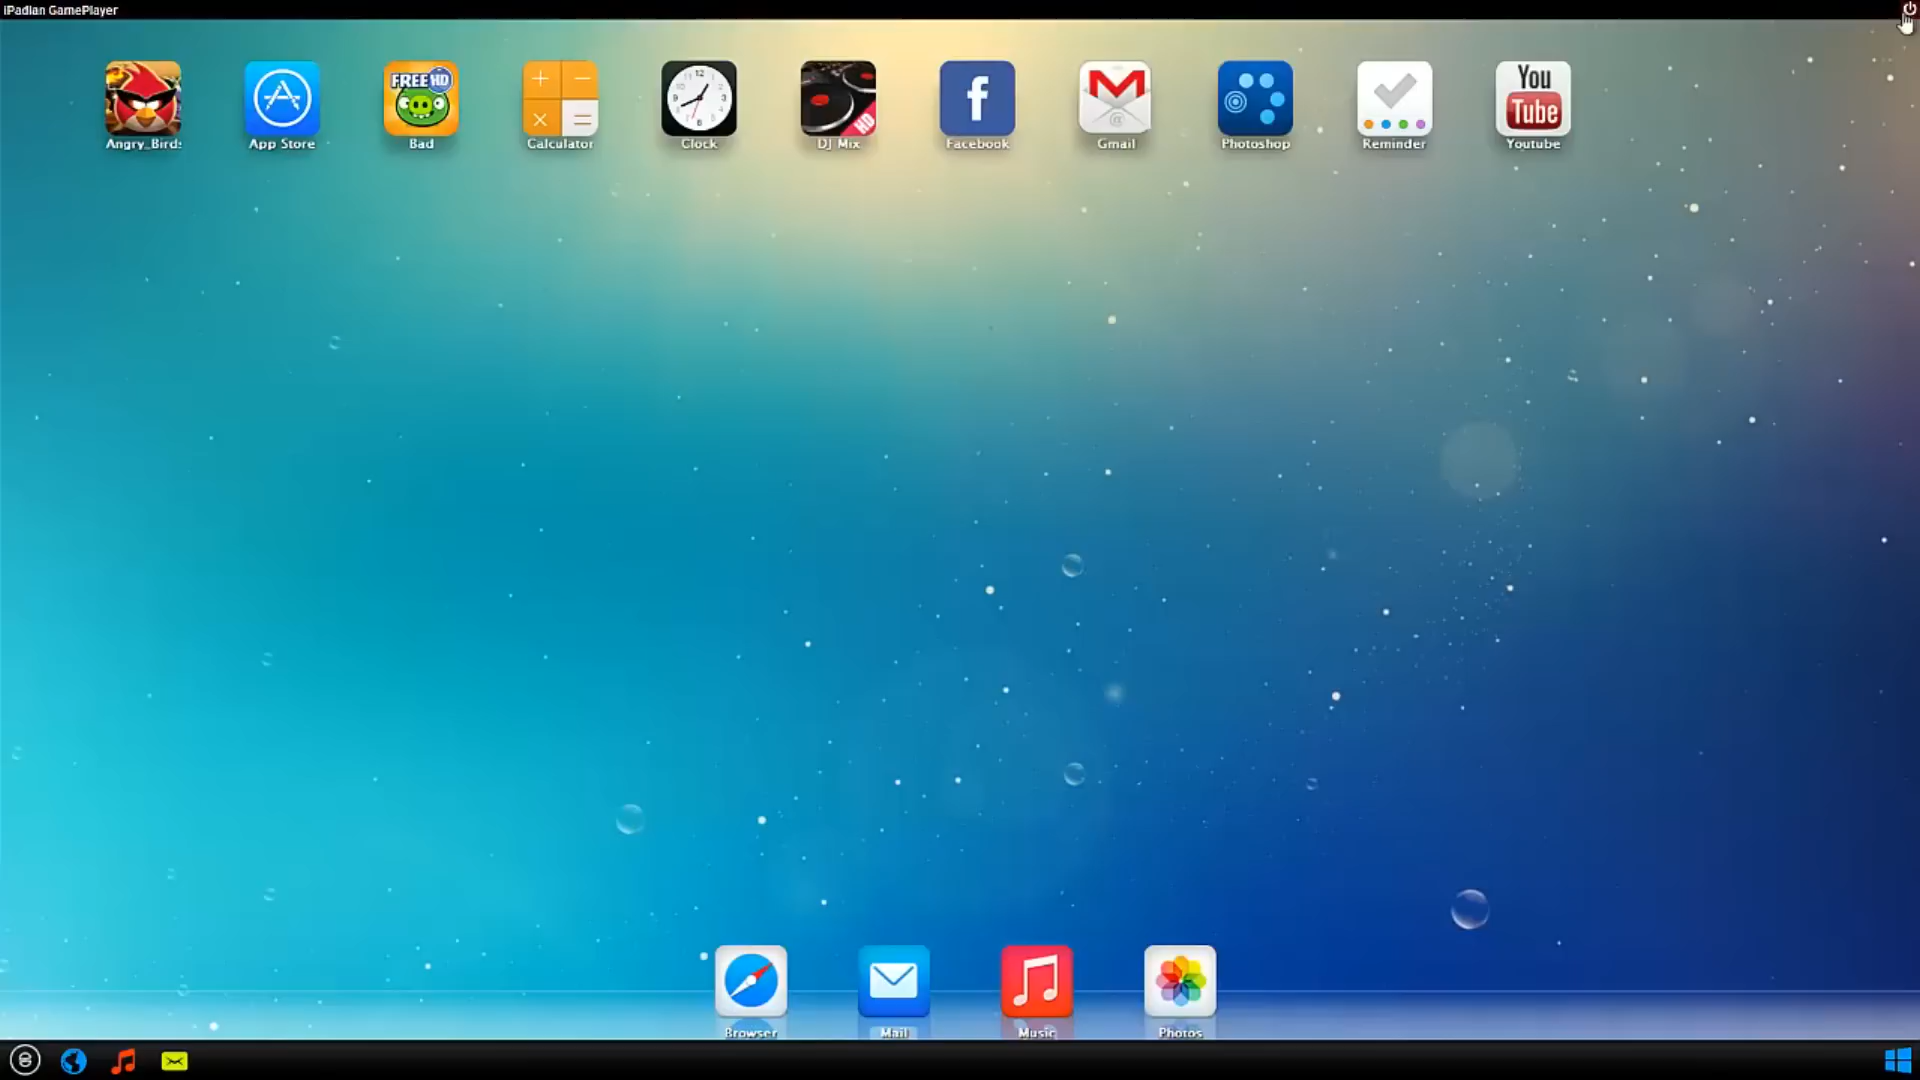 iPadian GamePlayer
FREE HD
You
Tube
Angry_Bird:
App Store
Bad
Calculator
Clock
DJ Mix
HD
Facebook
Gmail
Photoshop
Reminder
Youtube
Browser
Mail
Music
Photos